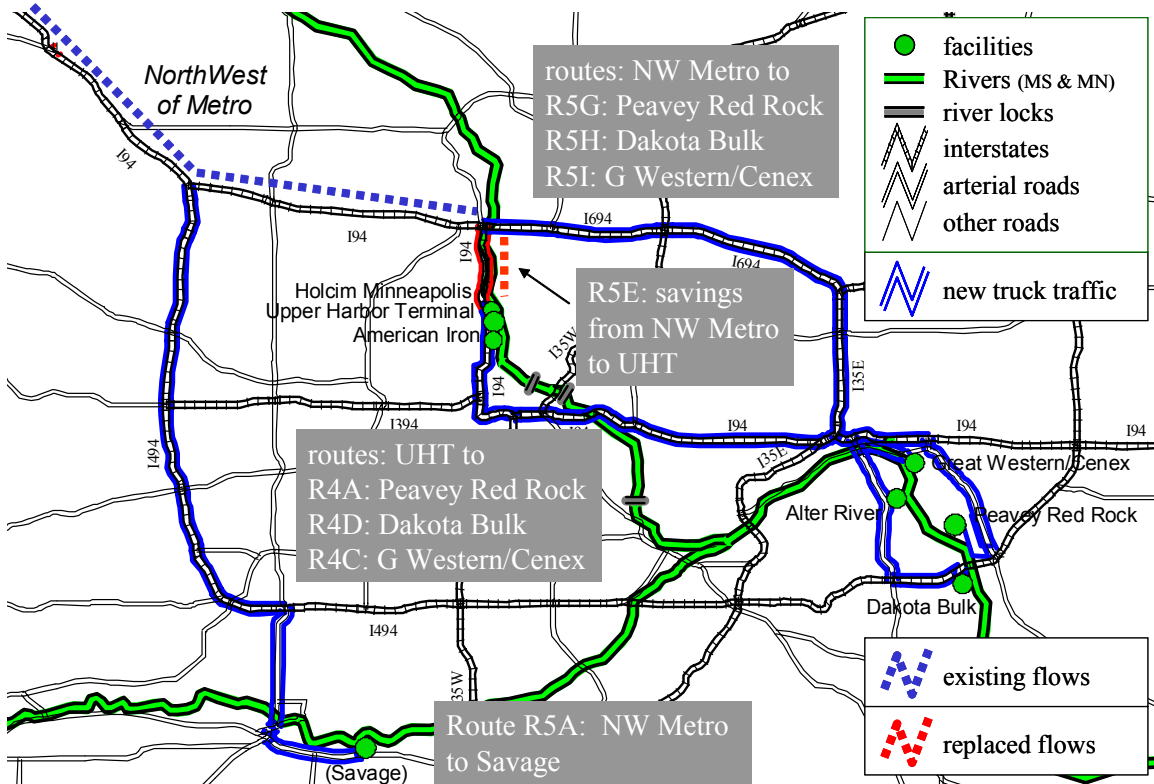 NorthWest
of Metro
I94
routes: NW Metro to
R5G: Peavey Red Rock
R5H: Dakota Bulk
R5I: G Western/Cenex
facilities
Rivers (MS & MN)
river locks
interstates
arterial roads
other roads
new truck traffic
I94
I94
I694
I694
Holcim Minneapolis
Upper Harbor Terminal
American Iron
R5E: savings
from NW Metro
to UHT
I35W
I35E
I94
I394
I94
I94
I94
I494
I35E
routes: UHT to
R4A: Peavey Red Rock
R4D: Dakota Bulk
R4C: G Western/Cenex
Great Western/Cenex
Alter River
Peavey Red Rock
Dakota Bulk
I494
35W
existing flows
replaced flows
Route R5A: NW Metro
to Savage
(Savage)